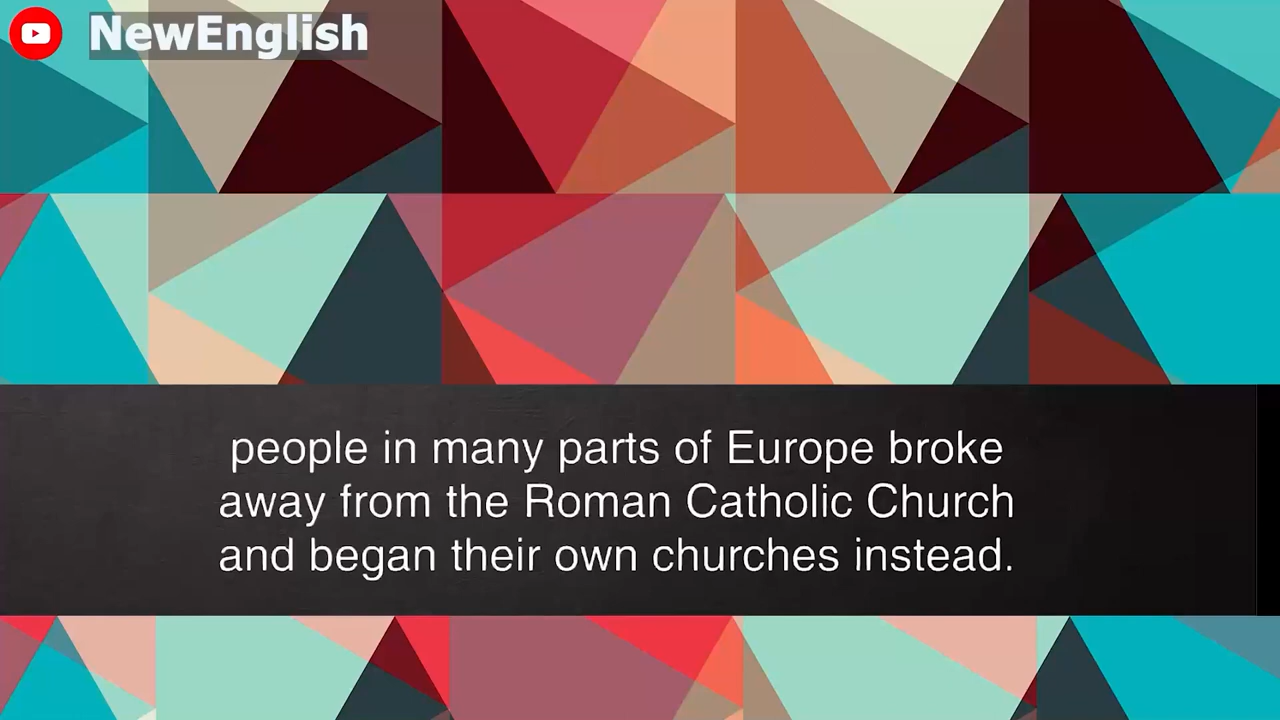 NewEnglish
people in many parts of Europe broke
away from the Roman Catholic Church
and began their own churches instead.